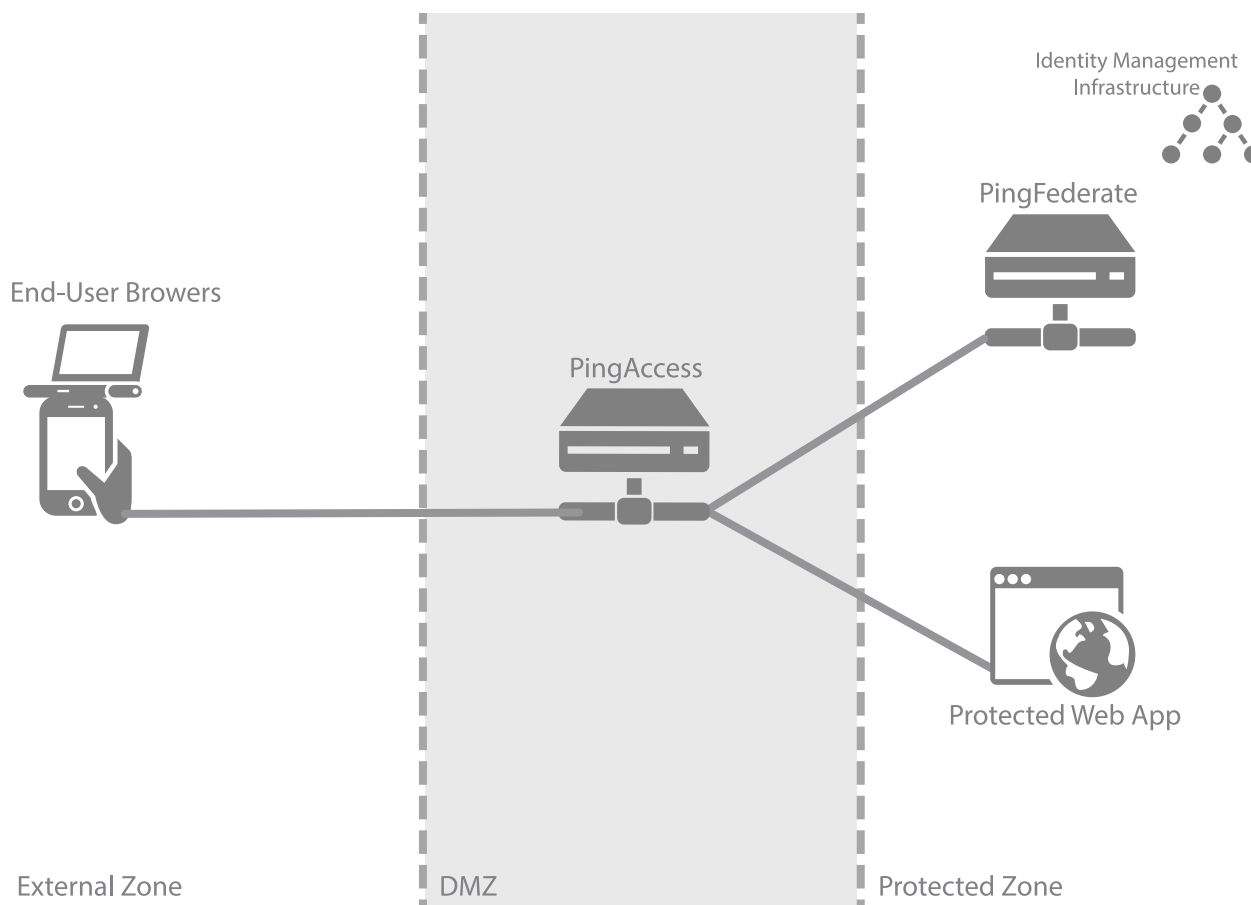 Identity Management
Infrastructure
PingFederate
End-User Browers
PingAccess
Protected Web App
External Zone
DMZ
Protected Zone